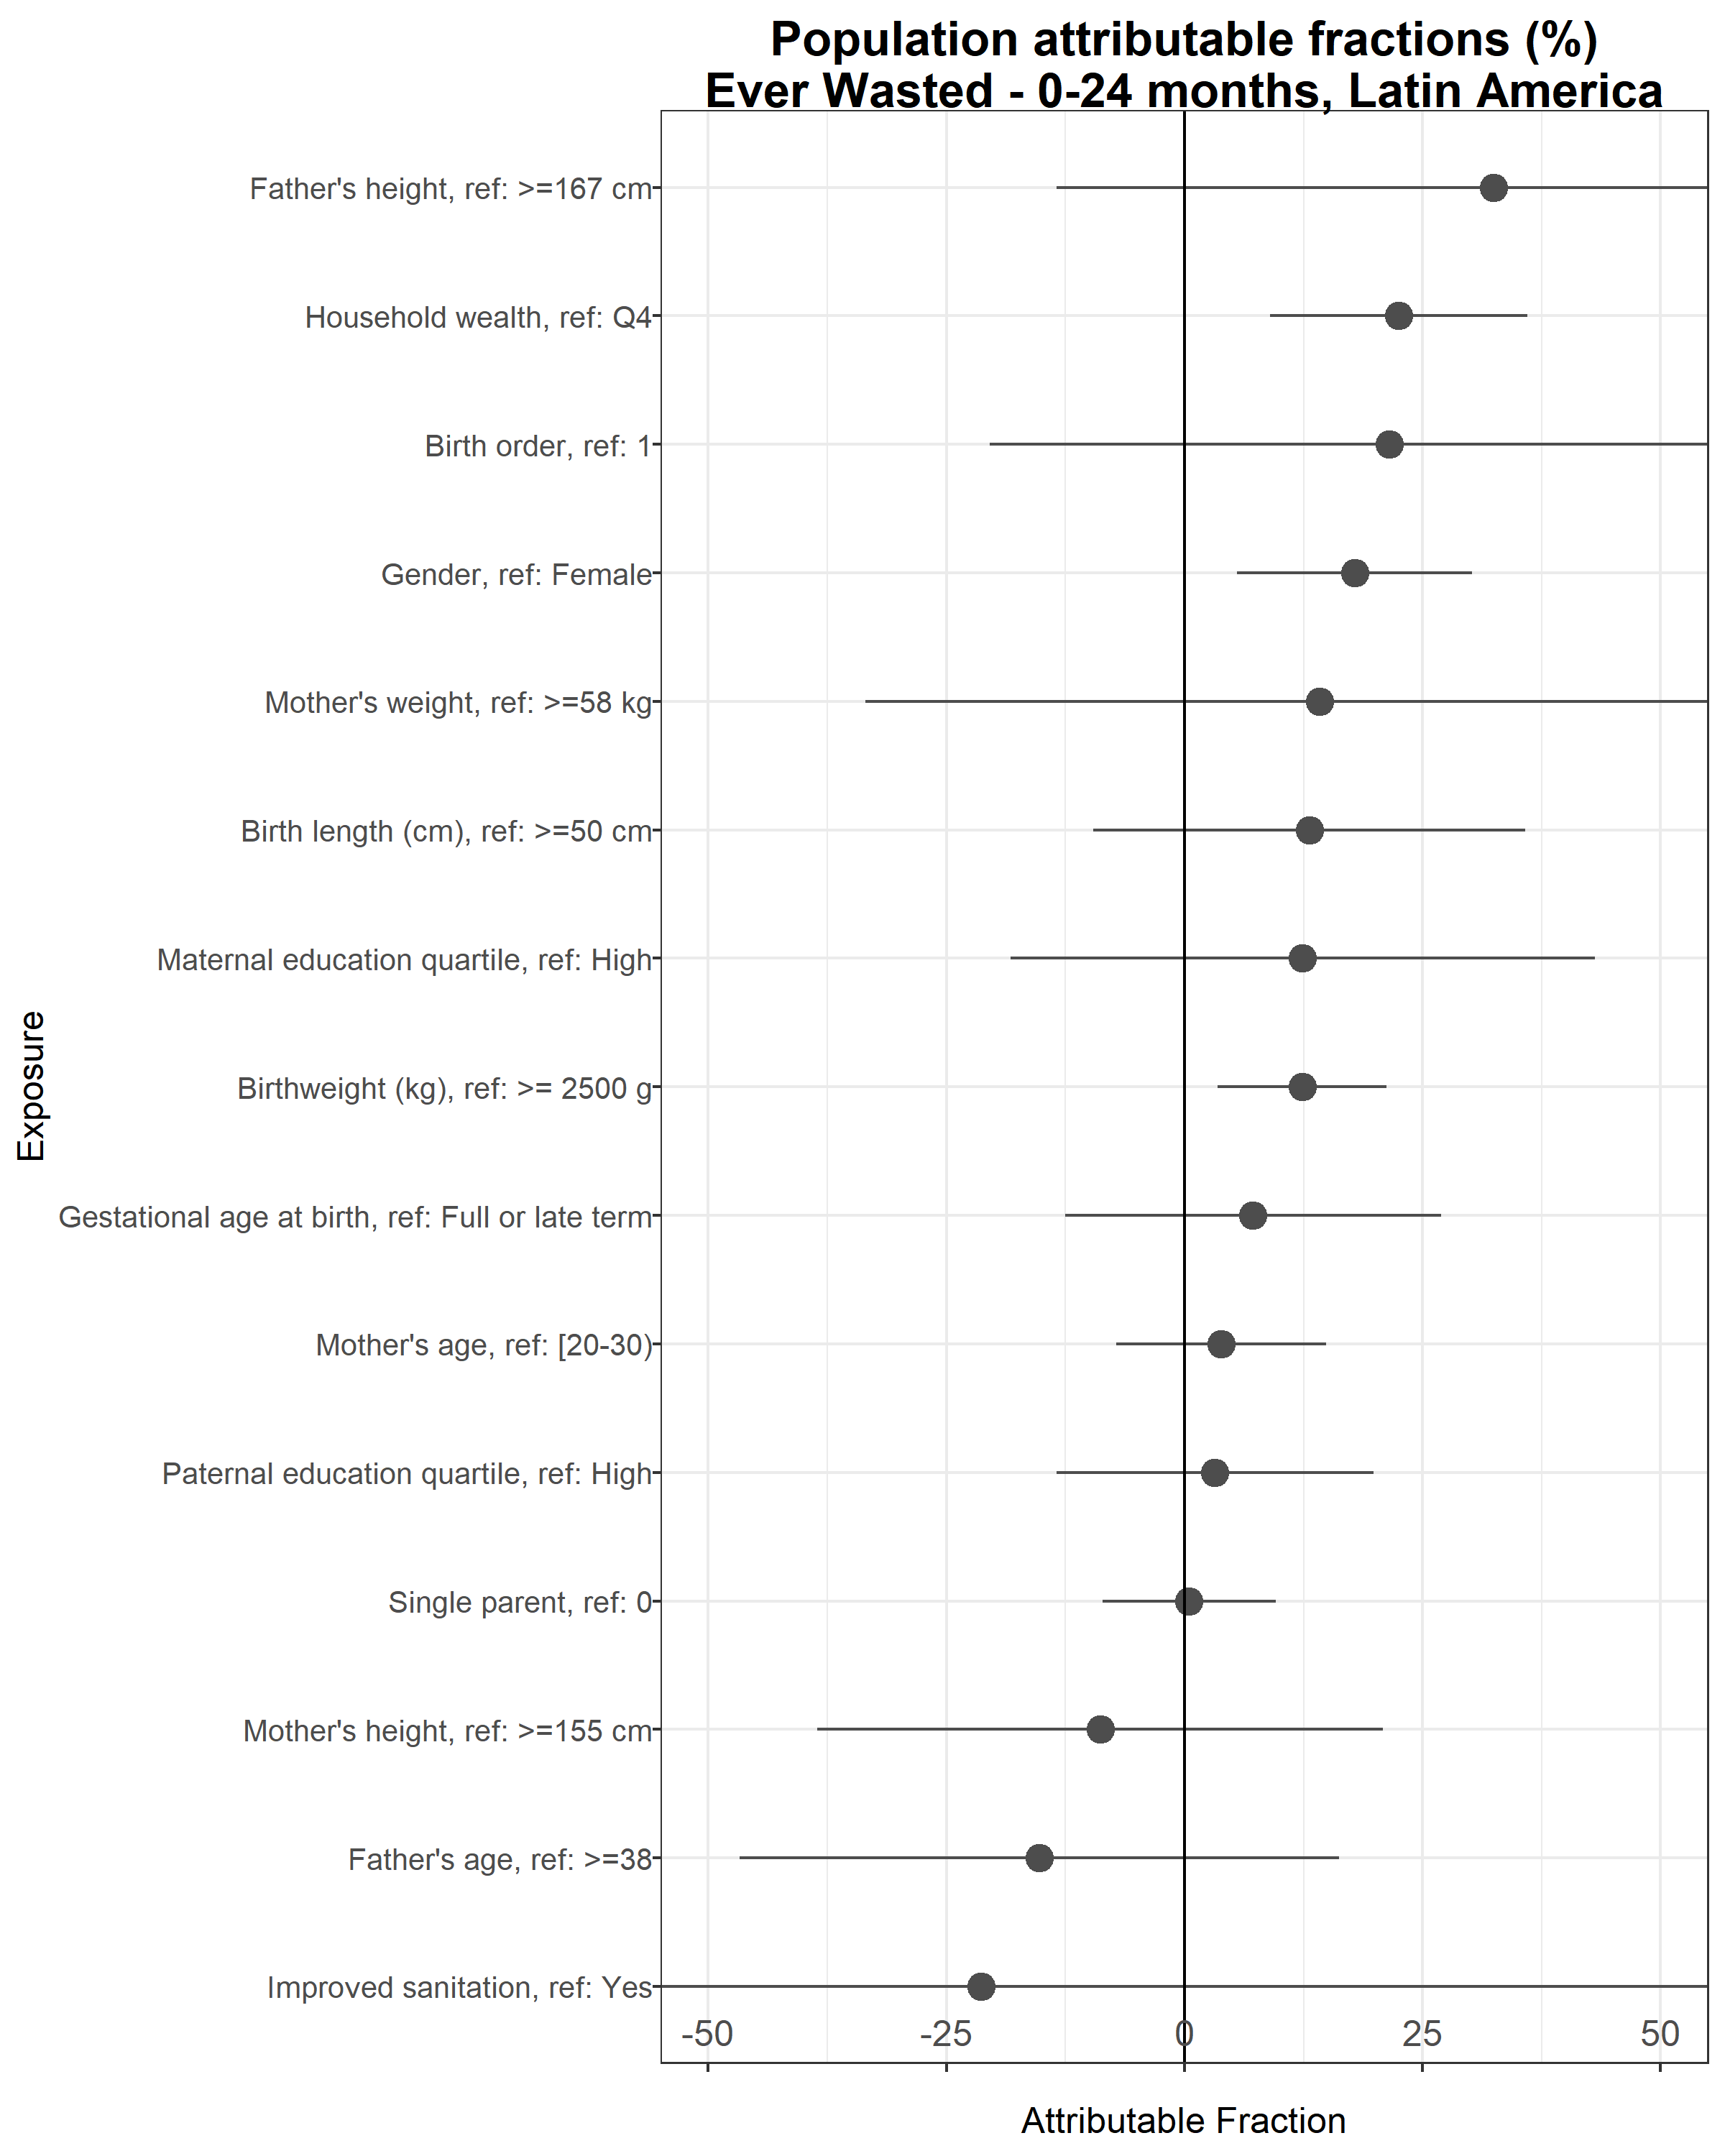 Population attributable fractions (%)
Ever Wasted - 0-24 months, Latin America
Father's height, ref: >=167 cm
Household wealth, ref: Q4
Birth order, ref: 1
Gender, ref: Female
Mother's weight, ref: >=58 kg
Birth length (cm), ref: >=50 cm
Maternal education quartile, ref: High
Birthweight (kg), ref: >= 2500 g
Gestational age at birth, ref: Full or late term
Mother's age, ref: [20-30)
Paternal education quartile, ref: High
Single parent, ref: 0
Mother's height, ref: >=155 cm
Father's age, ref: >=38
Improved sanitation, ref: Yes
Exposure
-50 -25 0 25 50
Attributable Fraction